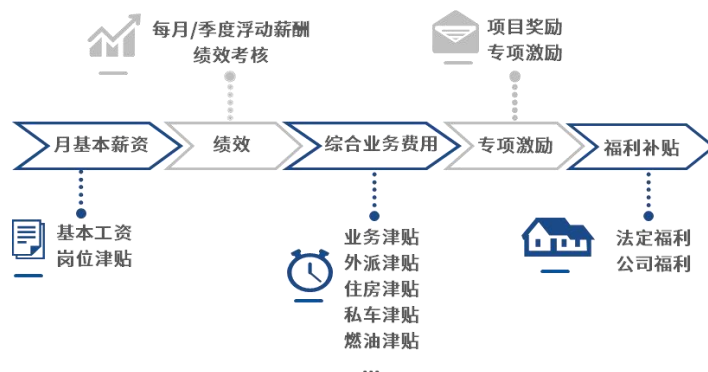 每月/季度浮动薪酬
绩效考核
项目奖励
专项激励
月基本薪资
绩效
综合业务费用
专项激励
福利补贴
基本工资
岗位津贴
业务津贴
外派津贴
住房津贴
私车津贴
燃油津贴
...
法定福利
公司福利